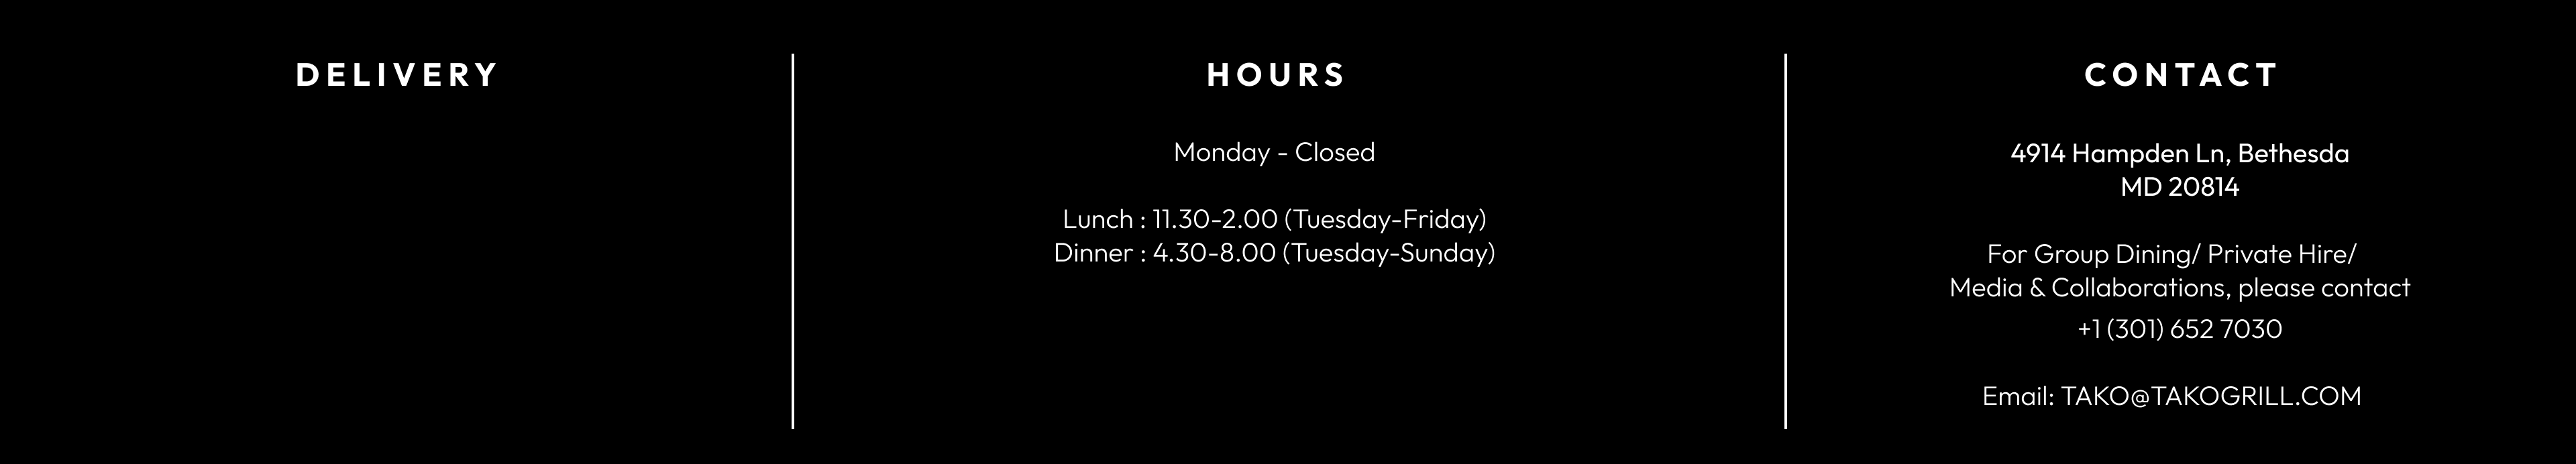 DELIVERY
HOURS
Monday - Closed
Lunch : 11.30-2.00 (Tuesday-Friday)
Dinner : 4.30-8.00 (Tuesday-Sunday)
CONTACT
4914 Hampden Ln, Bethesda
MD 20814
For Group Dining/ Private Hire/
Media & Collaborations, please contact
+1 (301) 652 7030
Email: TAKO@TAKOGRILL.COM